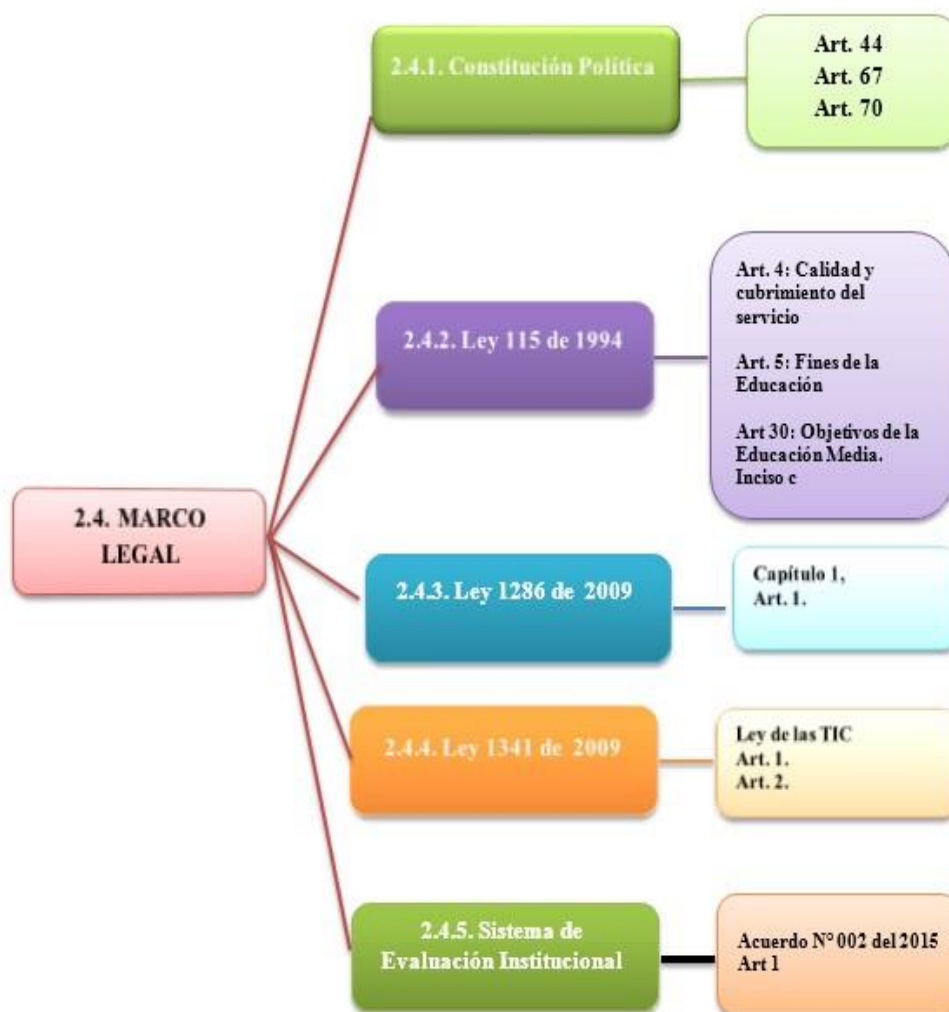 2.4. MARCO
LEGAL
2.4.1. Constitución Política
Art. 44
Art. 67
Art. 70
2.4.2. Ley 115 de 1994
Art. 4: Calidad y
cubrimiento del
servicio
Art. 5: Fines de la
Educación
Art 30: Objetivos de la
Educación Media.
Inciso c
2.4.3. Ley 1286 de 2009
Capítulo 1,
Art. 1.
2.4.4. Ley 1341 de 2009
Ley de las TIC
Art. 1.
Art. 2.
2.4.5. Sistema de
Evaluación Institucional
Acuerdo N° 002 del 2015
Art 1